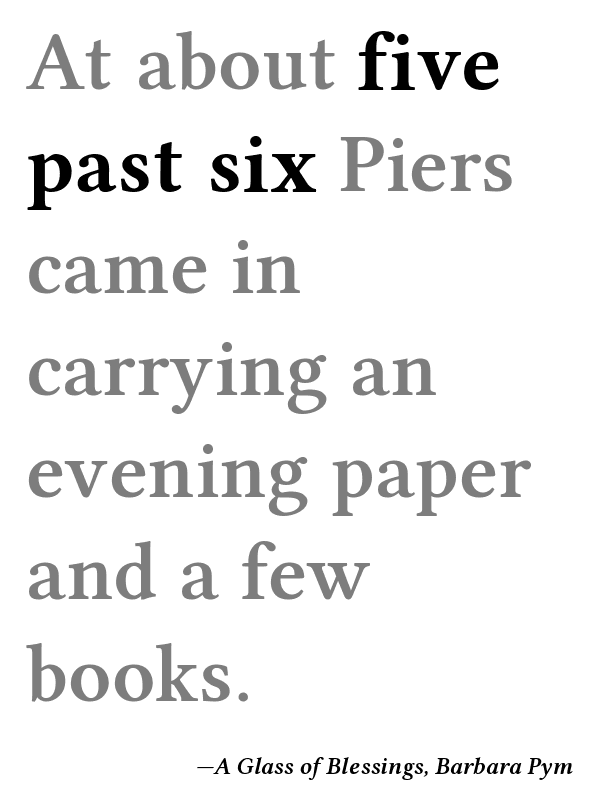 At about five
past six Piers
came in
carrying an
evening paper
and a few
books.
—A Glass of Blessings, Barbara Pym